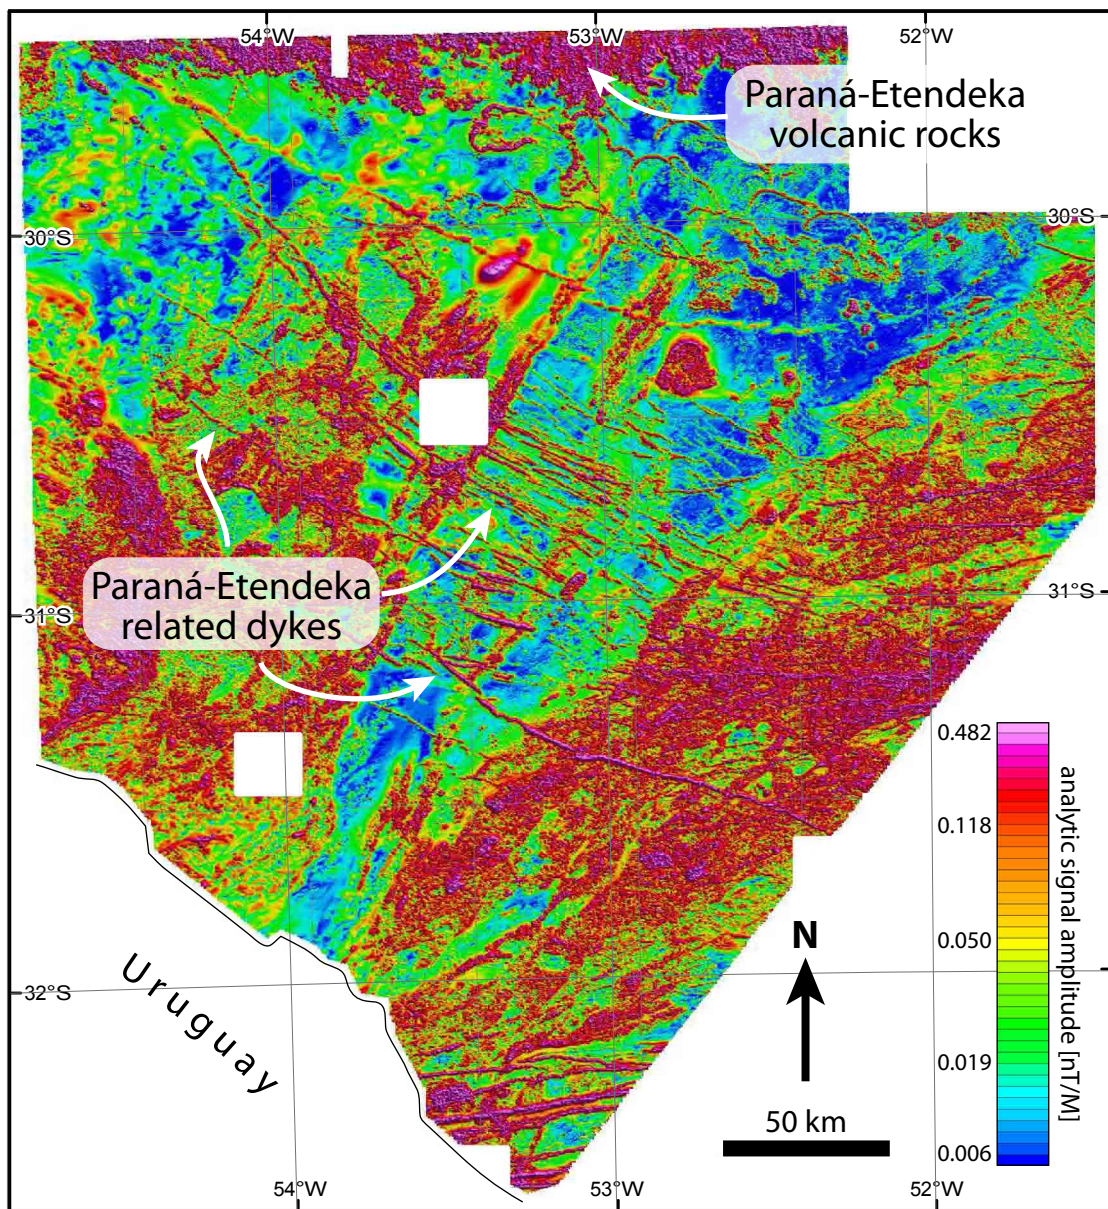 54°W
53°W
52°W
Paraná-Etendeka
volcanic rocks
30°S
30°S
Paraná-Etendeka
related dykes
31°S
31°S
0.482
0.118
0.050
0.019
0.006
analytic signal amplitude [nT/M]
N
50 km
Uruguay
32°S
54°W
53°W
52°W